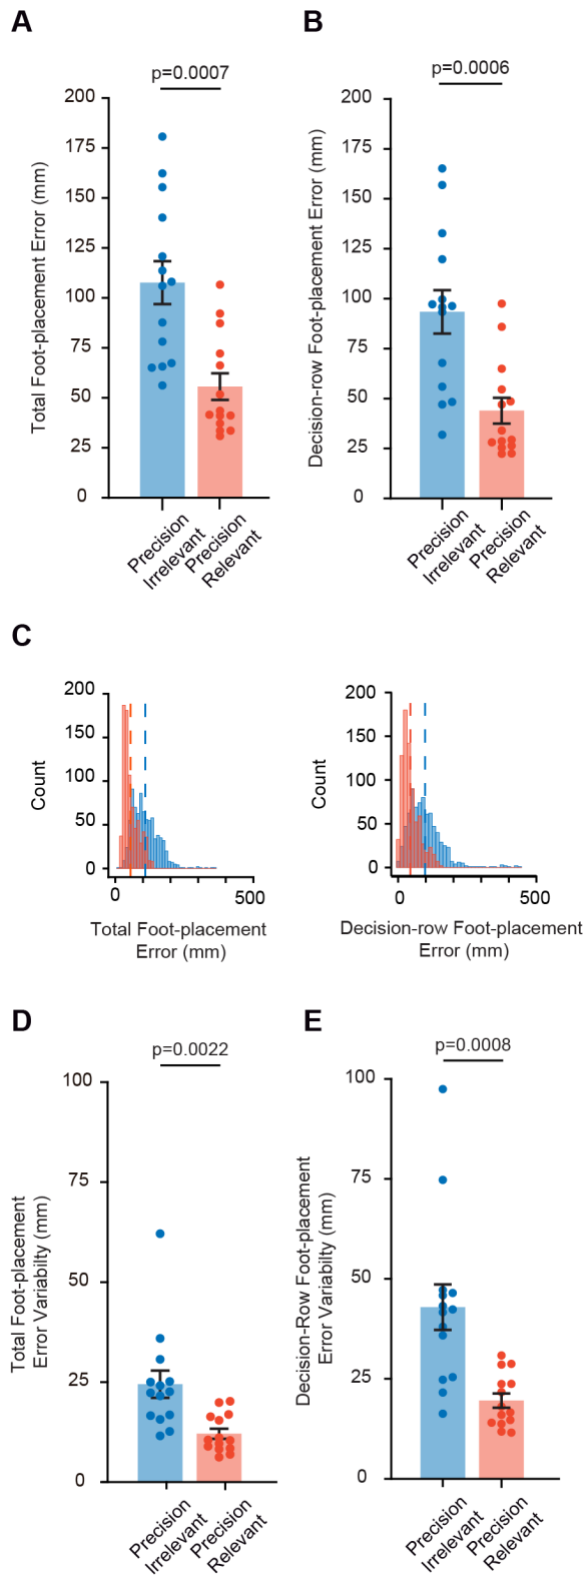 A
B
p=0.0007
p=0.0006
Total Foot-placement Error (mm)
200
175
150
125
100
75
50
25
0
Precision
Irrelevant
Precision
Relevant
Decision-row Foot-placement Error (mm)
200
175
150
125
100
75
50
25
0
Precision
Irrelevant
Precision
Relevant
C
Count
200
150
100
50
0
0
500
Total Foot-placement
Error (mm)
Count
200
150
100
50
0
0
500
Decision-row Foot-placement
Error (mm)
D
E
p=0.0022
p=0.0008
Total Foot-placement
Error Variabilty (mm)
100
75
50
25
0
Precision
Irrelevant
Precision
Relevant
Decision-Row Foot-placement
Error Variabilty (mm)
100
75
50
25
0
Precision
Irrelevant
Precision
Relevant